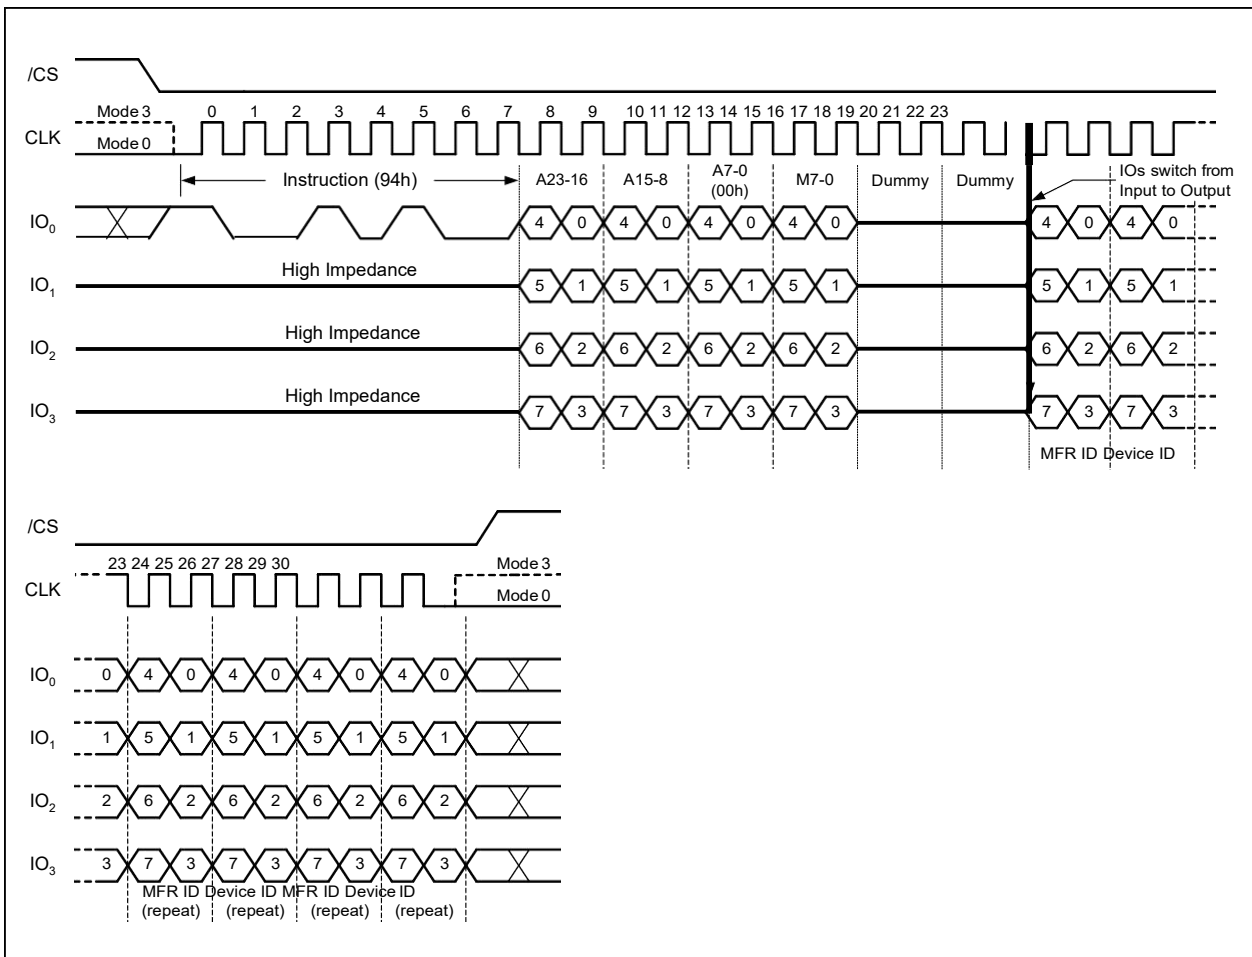 /CS
Mode 3 0 1 2 3 4 5 6 7 8 9 10 11 12 13 14 15 16 17 18 19 20 21 22 23
CLK
Mode 0
Instruction (94h) A23-16 A15-8 A7-0 (00h) M7-0 Dummy Dummy IOs switch from
Input to Output
IO0 4 0 4 0 4 0 4 0 4 0 4 0
High Impedance
IO1 5 1 5 1 5 1 5 1 5 1 5 1
High Impedance
IO2 6 2 6 2 6 2 6 2 6 2 6 2
High Impedance
IO3 7 3 7 3 7 3 7 3 7 3 7 3
MFR ID Device ID
/CS
23 24 25 26 27 28 29 30 Mode 3
CLK
Mode 0
IO0 0 4 0 4 0 4 0 4 0
IO1 1 5 1 5 1 5 1 5 1
IO2 2 6 2 6 2 6 2 6 2
IO3 3 7 3 7 3 7 3 7 3
MFR ID Device ID MFR ID Device ID
(repeat) (repeat) (repeat) (repeat)